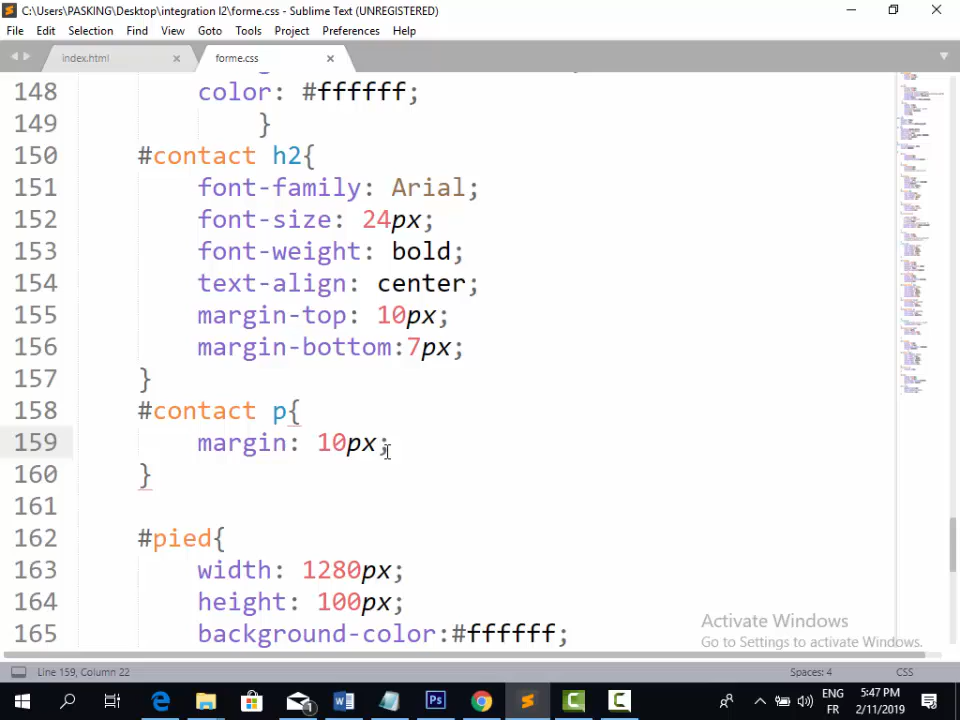 C:\Users\PASKING\Desktop\integration I2\forme.css - Sublime Text (UNREGISTERED)
File Edit Selection Find View Goto Tools Project Preferences Help
index.html × forme.css ×
148 color: #ffffff;
149 }
150 #contact h2{
151 font-family: Arial;
152 font-size: 24px;
153 font-weight: bold;
154 text-align: center;
155 margin-top: 10px;
156 margin-bottom:7px;
157 }
158 #contact p{
159 margin: 10px;
160 }
161
162 #pied{
163 width: 1280px;
164 height: 100px;
165 background-color:#ffffff;
Activate Windows
Go to Settings to activate Windows.
Line 159, Column 22 Spaces: 4 CSS
ENG 5:47 PM
FR 2/11/2019